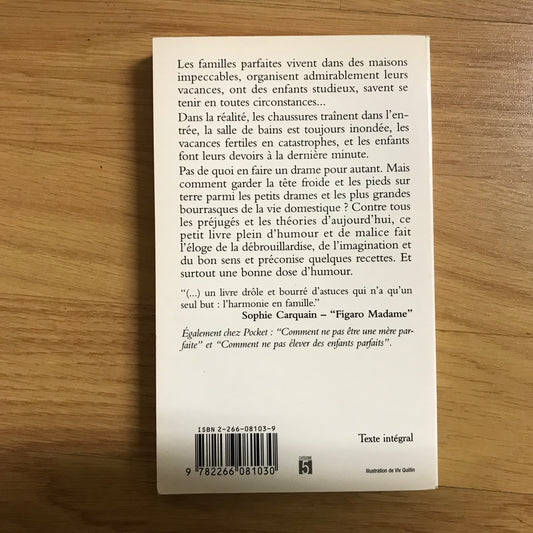 Les familles parfaites vivent dans des maisons
impeccables, organisent admirablement leurs
vacances, ont des enfants studieux, savent se
tenir en toutes circonstances...
Dans la réalité, les chaussures traînent dans l'en-
trée, la salle de bains est toujours inondée, les
vacances fertiles en catastrophes, et les enfants
font leurs devoirs à la dernière minute.
Pas de quoi en faire un drame pour autant. Mais
comment garder la tête froide et les pieds sur
terre parmi les petits drames et les plus grandes
bourrasques de la vie domestique ? Contre tous
les préjugés et les théories d'aujourd'hui, ce
petit livre plein d'humour et de malice fait
l'éloge de la débrouillardise, de l'imagination et
du bon sens et préconise quelques recettes. Et
surtout une bonne dose d'humour.
“(...) un livre drôle et bourré d'astuces qui n'a qu'un
seul but : l'harmonie en famille.”
Sophie Carquain – “Figaro Madame”
Également chez Pocket : “Comment ne pas être une mère par-
faite” et “Comment ne pas élever des enfants parfaits”.
ISBN 2-266-08103-9
9 782266 081030
CATÉGORIE
5
Texte intégral
Illustration de Viv Quillin